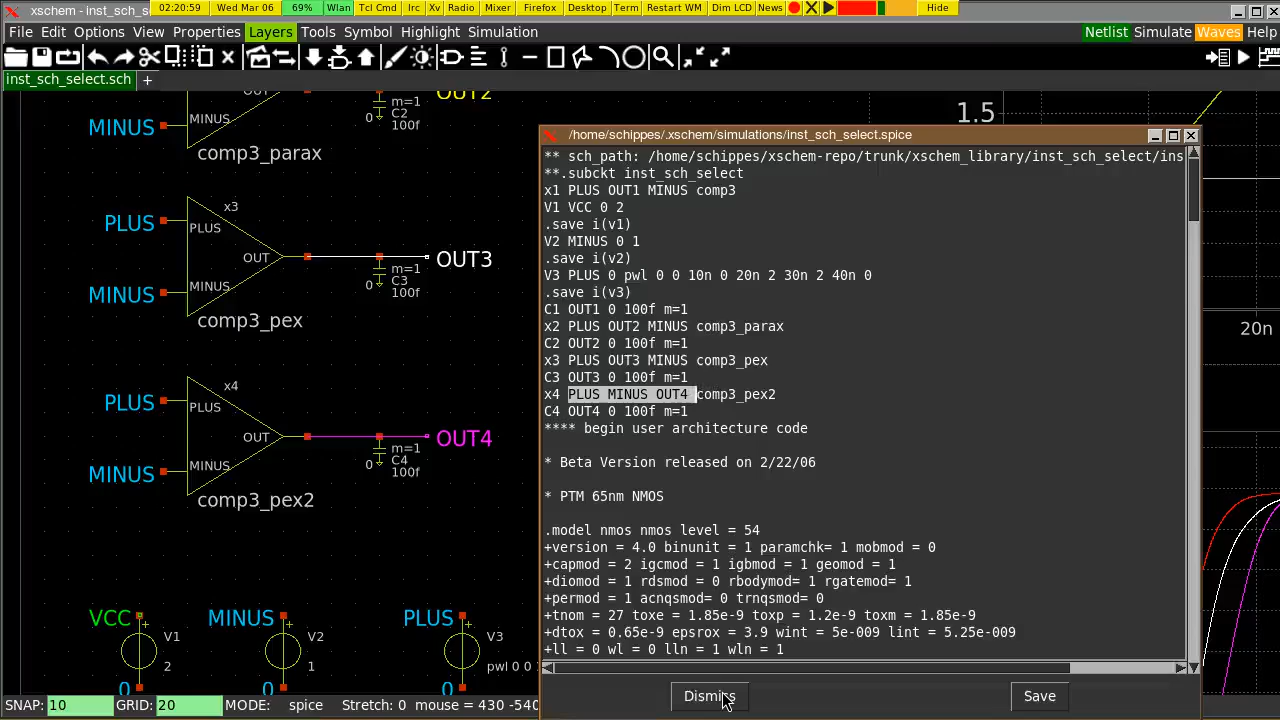 xschem - inst_sch_s
02:20:59 Wed Mar 06 69% Wlan Tcl Cmd Irc Xv Radio Mixer Firefox Desktop Term Restart WM Dim LCD News Hide
File Edit Options View Properties Layers Tools Symbol Highlight Simulation Netlist Simulate Waves Help
inst_sch_select.sch +
OUT2
m=1
C2
100f
0
MINUS
MINUS
comp3_parax
1.5
x3
PLUS
PLUS
OUT
OUT3
m=1
C3
100f
0
MINUS
MINUS
comp3_pex
20n
x4
PLUS
PLUS
OUT
OUT4
m=1
C4
100f
0
MINUS
MINUS
comp3_pex2
VCC
+
V1
2
0
MINUS
+
V2
1
0
PLUS
+
V3
pwl 0 0
0
/home/schippes/.xschem/simulations/inst_sch_select.spice
** sch_path: /home/schippes/xschem-repo/trunk/xschem_library/inst_sch_select/ins
**.subckt inst_sch_select
x1 PLUS OUT1 MINUS comp3
V1 VCC 0 2
.save i(v1)
V2 MINUS 0 1
.save i(v2)
V3 PLUS 0 pwl 0 0 10n 0 20n 2 30n 2 40n 0
.save i(v3)
C1 OUT1 0 100f m=1
x2 PLUS OUT2 MINUS comp3_parax
C2 OUT2 0 100f m=1
x3 PLUS OUT3 MINUS comp3_pex
C3 OUT3 0 100f m=1
x4 PLUS MINUS OUT4 comp3_pex2
C4 OUT4 0 100f m=1
**** begin user architecture code
* Beta Version released on 2/22/06
* PTM 65nm NMOS
.model nmos nmos level = 54
+version = 4.0 binunit = 1 paramchk= 1 mobmod = 0
+capmod = 2 igcmod = 1 igbmod = 1 geomod = 1
+diomod = 1 rdsmod = 0 rbodymod= 1 rgatemod= 1
+permod = 1 acnqsmod= 0 trnqsmod= 0
+tnom = 27 toxe = 1.85e-9 toxp = 1.2e-9 toxm = 1.85e-9
+dtox = 0.65e-9 epsrox = 3.9 wint = 5e-009 lint = 5.25e-009
+ll = 0 wl = 0 lln = 1 wln = 1
Dismiss Save
SNAP: 10 GRID: 20 MODE: spice Stretch: 0 mouse = 430 -540